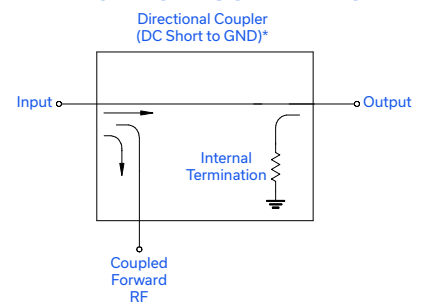 Directional Coupler
(DC Short to GND)*
Input
Output
Internal
Termination
Coupled
Forward
RF